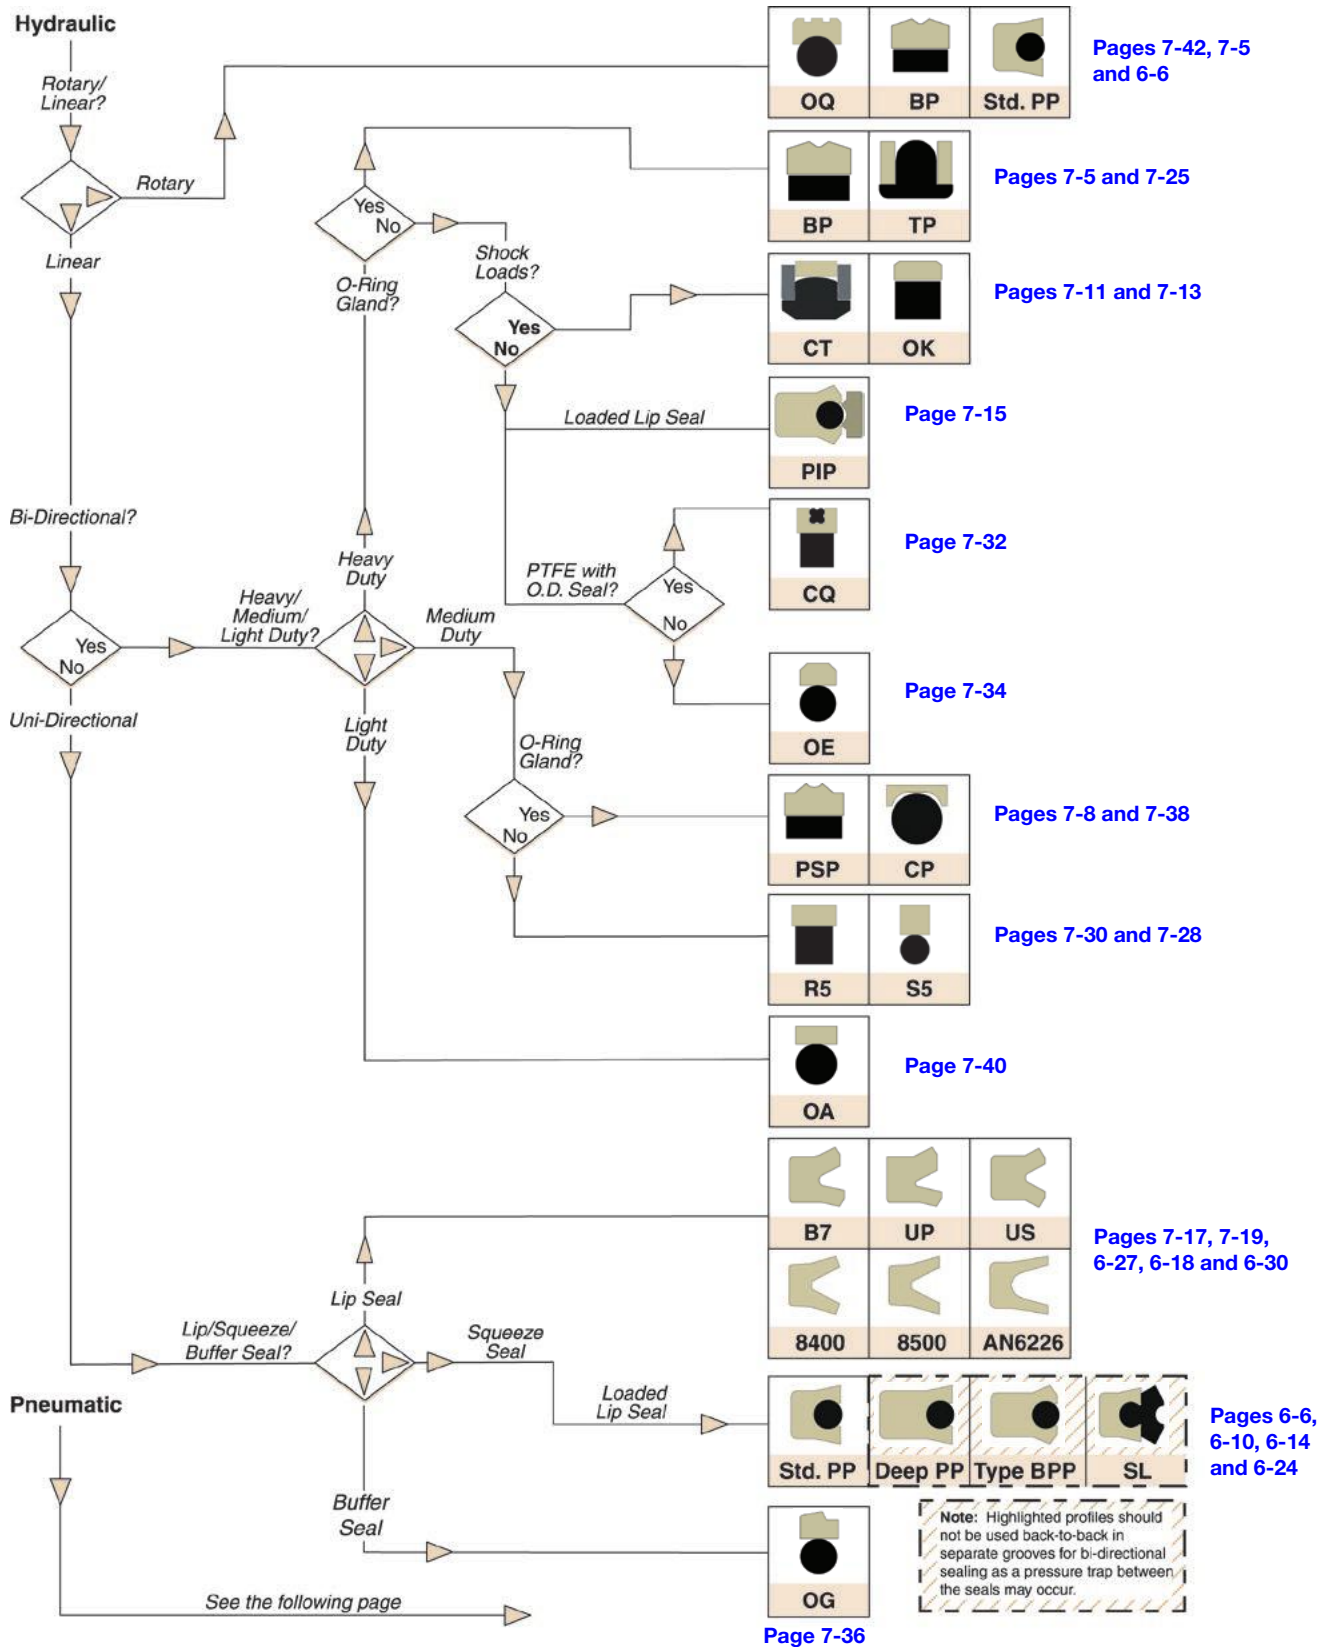 Hydraulic
Rotary/
Linear?
Rotary
Linear
OQ
BP
Std. PP
Pages 7-42, 7-5
and 6-6
Yes
No
O-Ring
Gland?
BP
TP
Pages 7-5 and 7-25
Shock
Loads?
Yes
No
CT
OK
Pages 7-11 and 7-13
Loaded Lip Seal
PIP
Page 7-15
PTFE with
O.D. Seal?
Yes
No
CQ
Page 7-32
OE
Page 7-34
Bi-Directional?
Yes
No
Uni-Directional
Heavy/
Medium/
Light Duty?
Heavy
Duty
Medium
Duty
Light
Duty
O-Ring
Gland?
Yes
No
PSP
CP
Pages 7-8 and 7-38
R5
S5
Pages 7-30 and 7-28
OA
Page 7-40
B7
UP
US
8400
8500
AN6226
Pages 7-17, 7-19,
6-27, 6-18 and 6-30
Lip Seal
Lip/Squeeze/
Buffer Seal?
Squeeze
Seal
Loaded
Lip Seal
Std. PP
Deep PP
Type BPP
SL
Pages 6-6,
6-10, 6-14
and 6-24
Buffer
Seal
OG
Page 7-36
Note: Highlighted profiles should
not be used back-to-back in
separate grooves for bi-directional
sealing as a pressure trap between
the seals may occur.
Pneumatic
See the following page